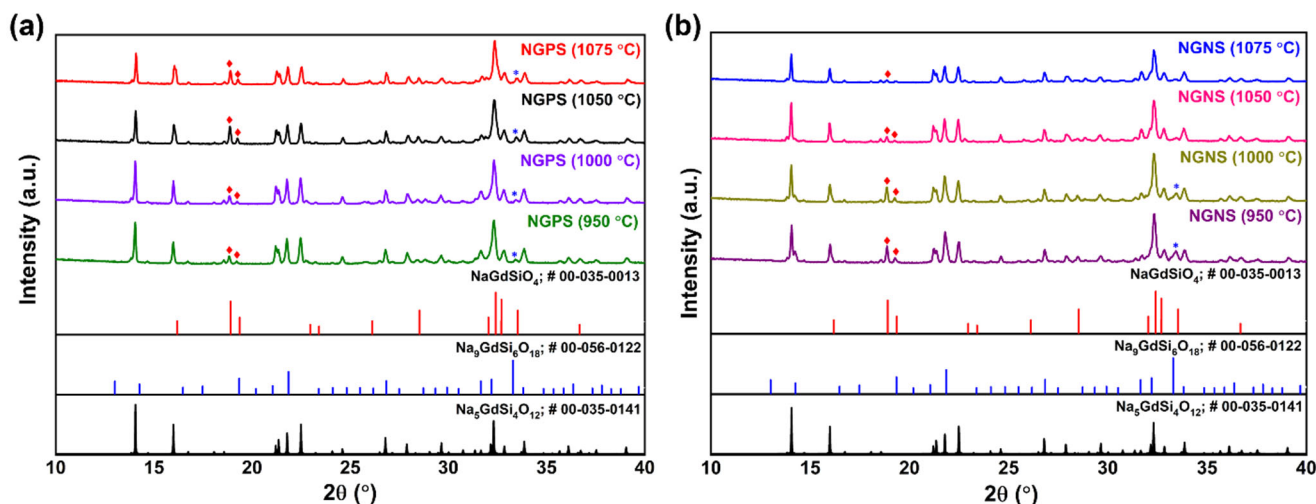 (a)
NGPS (1075 °C)
NGPS (1050 °C)
NGPS (1000 °C)
NGPS (950 °C)
NaGdSiO₄; # 00-035-0013
Na₉GdSi₆O₁₈; # 00-056-0122
Na₅GdSi₄O₁₂; # 00-035-0141
Intensity (a.u.)
10 15 20 25 30 35 40
2θ (°)
(b)
NGNS (1075 °C)
NGNS (1050 °C)
NGNS (1000 °C)
NGNS (950 °C)
NaGdSiO₄; # 00-035-0013
Na₉GdSi₆O₁₈; # 00-056-0122
Na₅GdSi₄O₁₂; # 00-035-0141
Intensity (a.u.)
10 15 20 25 30 35 40
2θ (°)